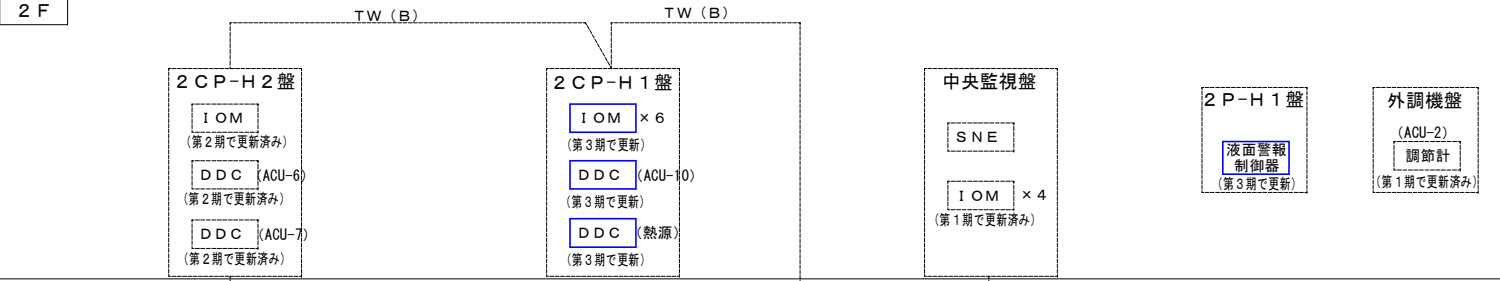 ２Ｆ
ＴＷ（Ｂ）
ＴＷ（Ｂ）
２ＣＰ−Ｈ２盤
ＩＯＭ
(第２期で更新済み)
ＤＤＣ (ACU-6)
(第２期で更新済み)
ＤＤＣ (ACU-7)
(第２期で更新済み)
２ＣＰ−Ｈ１盤
ＩＯＭ ×６
(第３期で更新)
ＤＤＣ (ACU-10)
(第３期で更新)
ＤＤＣ (熱源)
(第３期で更新)
中央監視盤
ＳＮＥ
ＩＯＭ ×４
(第１期で更新済み)
２Ｐ−Ｈ１盤
液面警報
制御器
(第３期で更新)
外調機盤
(ACU-2)
調節計
(第１期で更新済み)